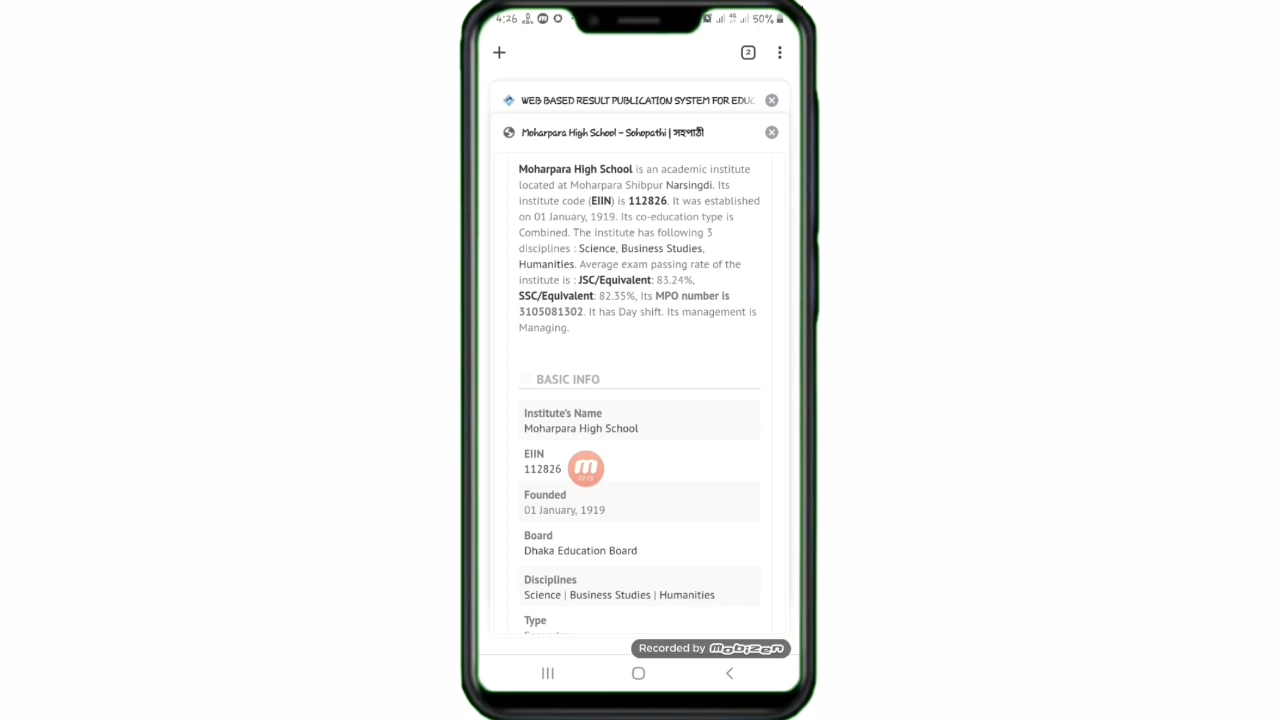 4:26 50%
2
WEB BASED RESULT PUBLICATION SYSTEM FOR EDUC
Moharpara High School – Sohopathi | সহপাঠী
Moharpara High School is an academic institute
located at Moharpara Shibpur Narsingdi. Its
institute code (EIIN) is 112826. It was established
on 01 January, 1919. Its co-education type is
Combined. The institute has following 3
disciplines : Science, Business Studies,
Humanities. Average exam passing rate of the
institute is : JSC/Equivalent: 83.24%,
SSC/Equivalent: 82.35%, Its MPO number is
3105081302. It has Day shift. Its management is
Managing.
BASIC INFO
Institute's Name
Moharpara High School
EIIN
112826
Founded
01 January, 1919
Board
Dhaka Education Board
Disciplines
Science | Business Studies | Humanities
Type
Recorded by mobizen